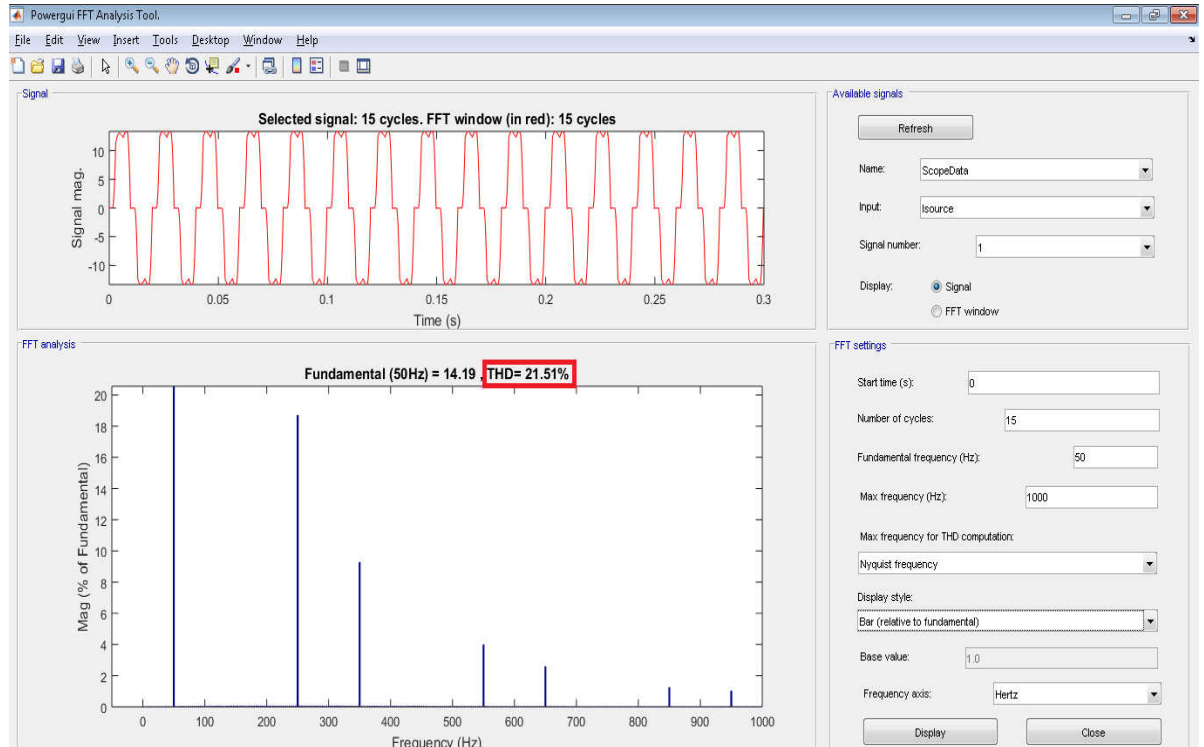 Powergui FFT Analysis Tool.
File Edit View Insert Tools Desktop Window Help
Signal
Selected signal: 15 cycles. FFT window (in red): 15 cycles
Signal mag.
10
5
0
-5
-10
0 0.05 0.1 0.15 0.2 0.25 0.3
Time (s)
FFT analysis
Fundamental (50Hz) = 14.19 , THD= 21.51%
Mag (% of Fundamental)
20
18
16
14
12
10
8
6
4
2
0
0 100 200 300 400 500 600 700 800 900 1000
Frequency (Hz)
Available signals
Refresh
Name: ScopeData
Input: Isource
Signal number: 1
Display: Signal
FFT window
FFT settings
Start time (s): 0
Number of cycles: 15
Fundamental frequency (Hz): 50
Max frequency (Hz): 1000
Max frequency for THD computation:
Nyquist frequency
Display style:
Bar (relative to fundamental)
Base value: 1.0
Frequency axis: Hertz
Display Close